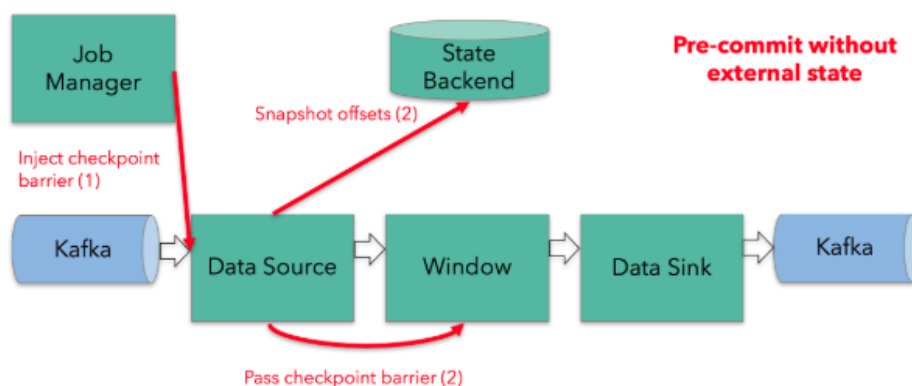 Job
Manager
State
Backend
Pre-commit without
external state
Snapshot offsets (2)
Inject checkpoint
barrier (1)
Kafka
Data Source
Window
Data Sink
Kafka
Pass checkpoint barrier (2)